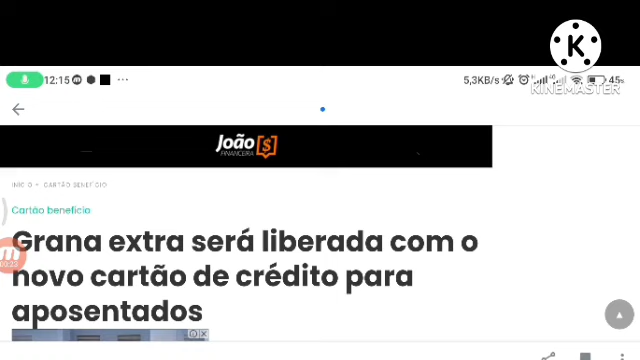 K
KINEMASTER
12:15
5,3KB/s
45%
João
FINANCEIRA
INÍCIO • CARTÃO BENEFÍCIO
Cartão benefício
Grana extra será liberada com o
novo cartão de crédito para
aposentados